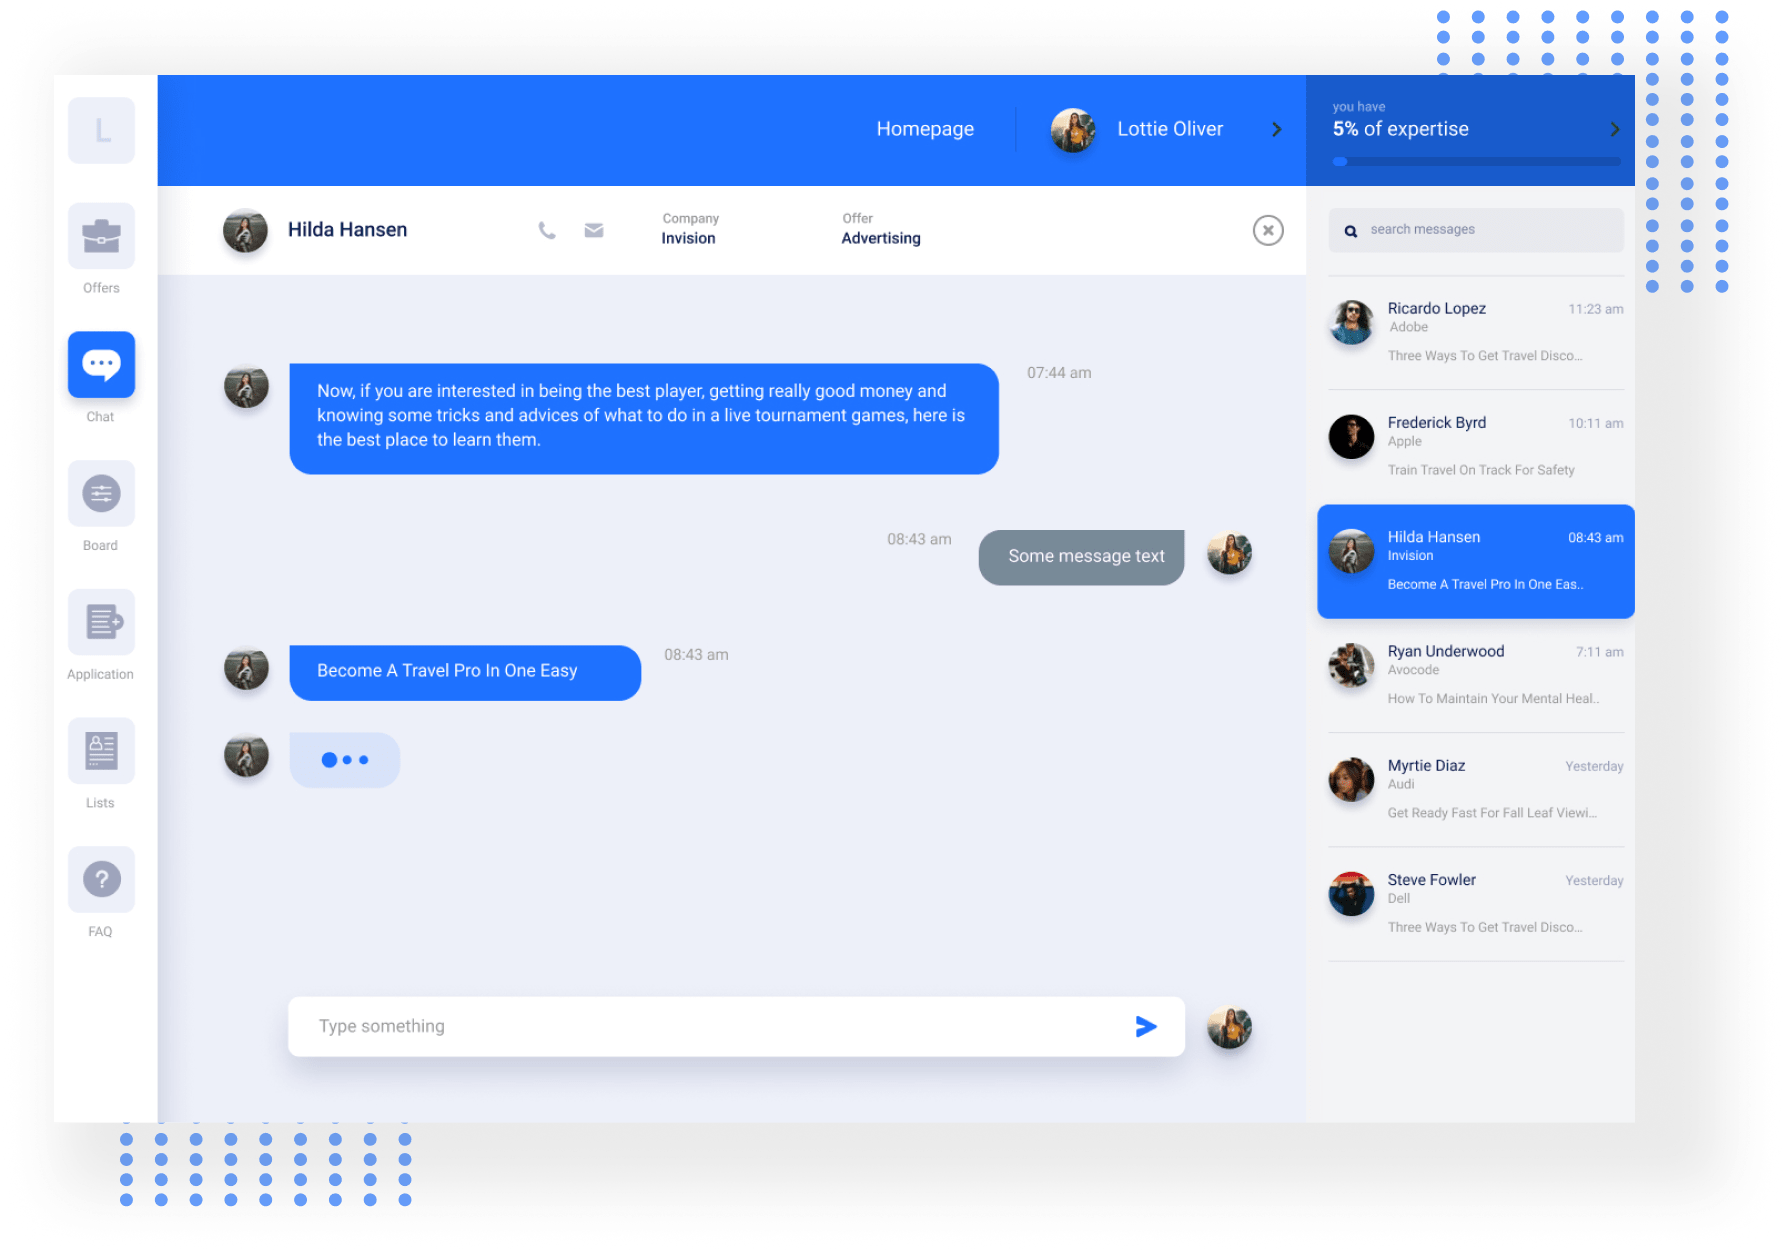 L
Offers
Chat
Board
Application
Lists
FAQ
Homepage
Lottie Oliver
you have
5% of expertise
Hilda Hansen
Company
Invision
Offer
Advertising
Now, if you are interested in being the best player, getting really good money and
knowing some tricks and advices of what to do in a live tournament games, here is
the best place to learn them.
07:44 am
08:43 am
Some message text
Become A Travel Pro In One Easy
08:43 am
Type something
search messages
Ricardo Lopez
11:23 am
Adobe
Three Ways To Get Travel Disco...
Frederick Byrd
10:11 am
Apple
Train Travel On Track For Safety
Hilda Hansen
08:43 am
Invision
Become A Travel Pro In One Eas..
Ryan Underwood
7:11 am
Avocode
How To Maintain Your Mental Heal..
Myrtie Diaz
Yesterday
Audi
Get Ready Fast For Fall Leaf Viewi...
Steve Fowler
Yesterday
Dell
Three Ways To Get Travel Disco...